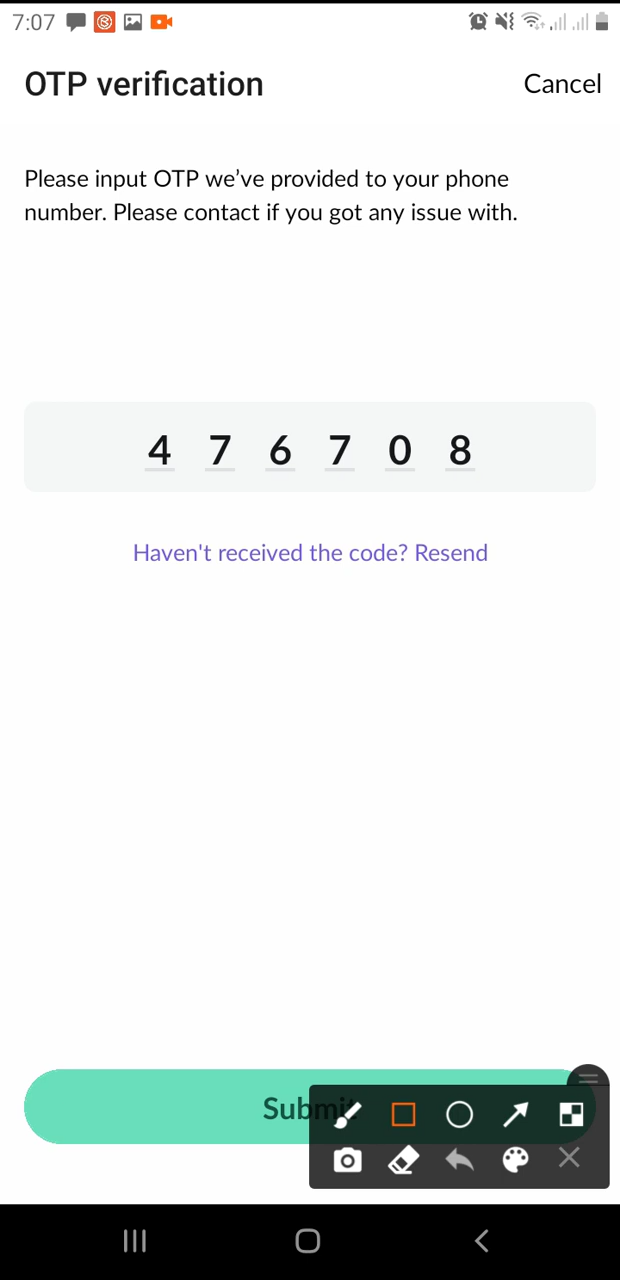 7:07
OTP verification
Cancel
Please input OTP we’ve provided to your phone
number. Please contact if you got any issue with.
4 7 6 7 0 8
Haven't received the code? Resend
Submit